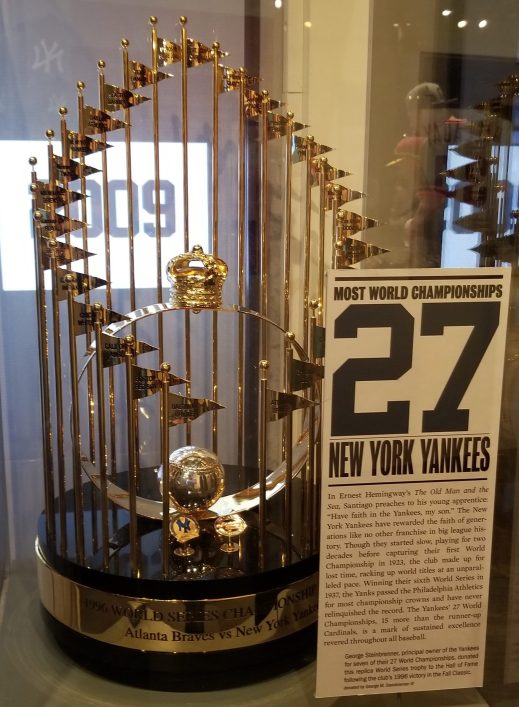 2009
MOST WORLD CHAMPIONSHIPS
27
NEW YORK YANKEES
In Ernest Hemingway's The Old Man and the
Sea, Santiago preaches to his young apprentice:
"Have faith in the Yankees, my son." The New
York Yankees have rewarded the faith of gener-
ations like no other franchise in big league his-
tory. Though they started slow, playing for two
decades before capturing their first World
Championship in 1923, the club made up for
lost time, racking up world titles at an unparal-
leled pace. Winning their sixth World Series in
1937, the Yanks passed the Philadelphia Athletics
for most championship crowns and have never
relinquished the record. The Yankees' 27 World
Championships, 15 more than the runner-up
Cardinals, is a mark of sustained excellence
revered throughout all baseball.
George Steinbrenner, principal owner of the Yankees
for seven of their 27 World Championships, donated
this replica World Series trophy to the Hall of Fame
following the club's 1996 victory in the Fall Classic.
Donated by George M. Steinbrenner III
1996 WORLD SERIES CHAMPIONSHIP
Atlanta Braves vs New York Yanke